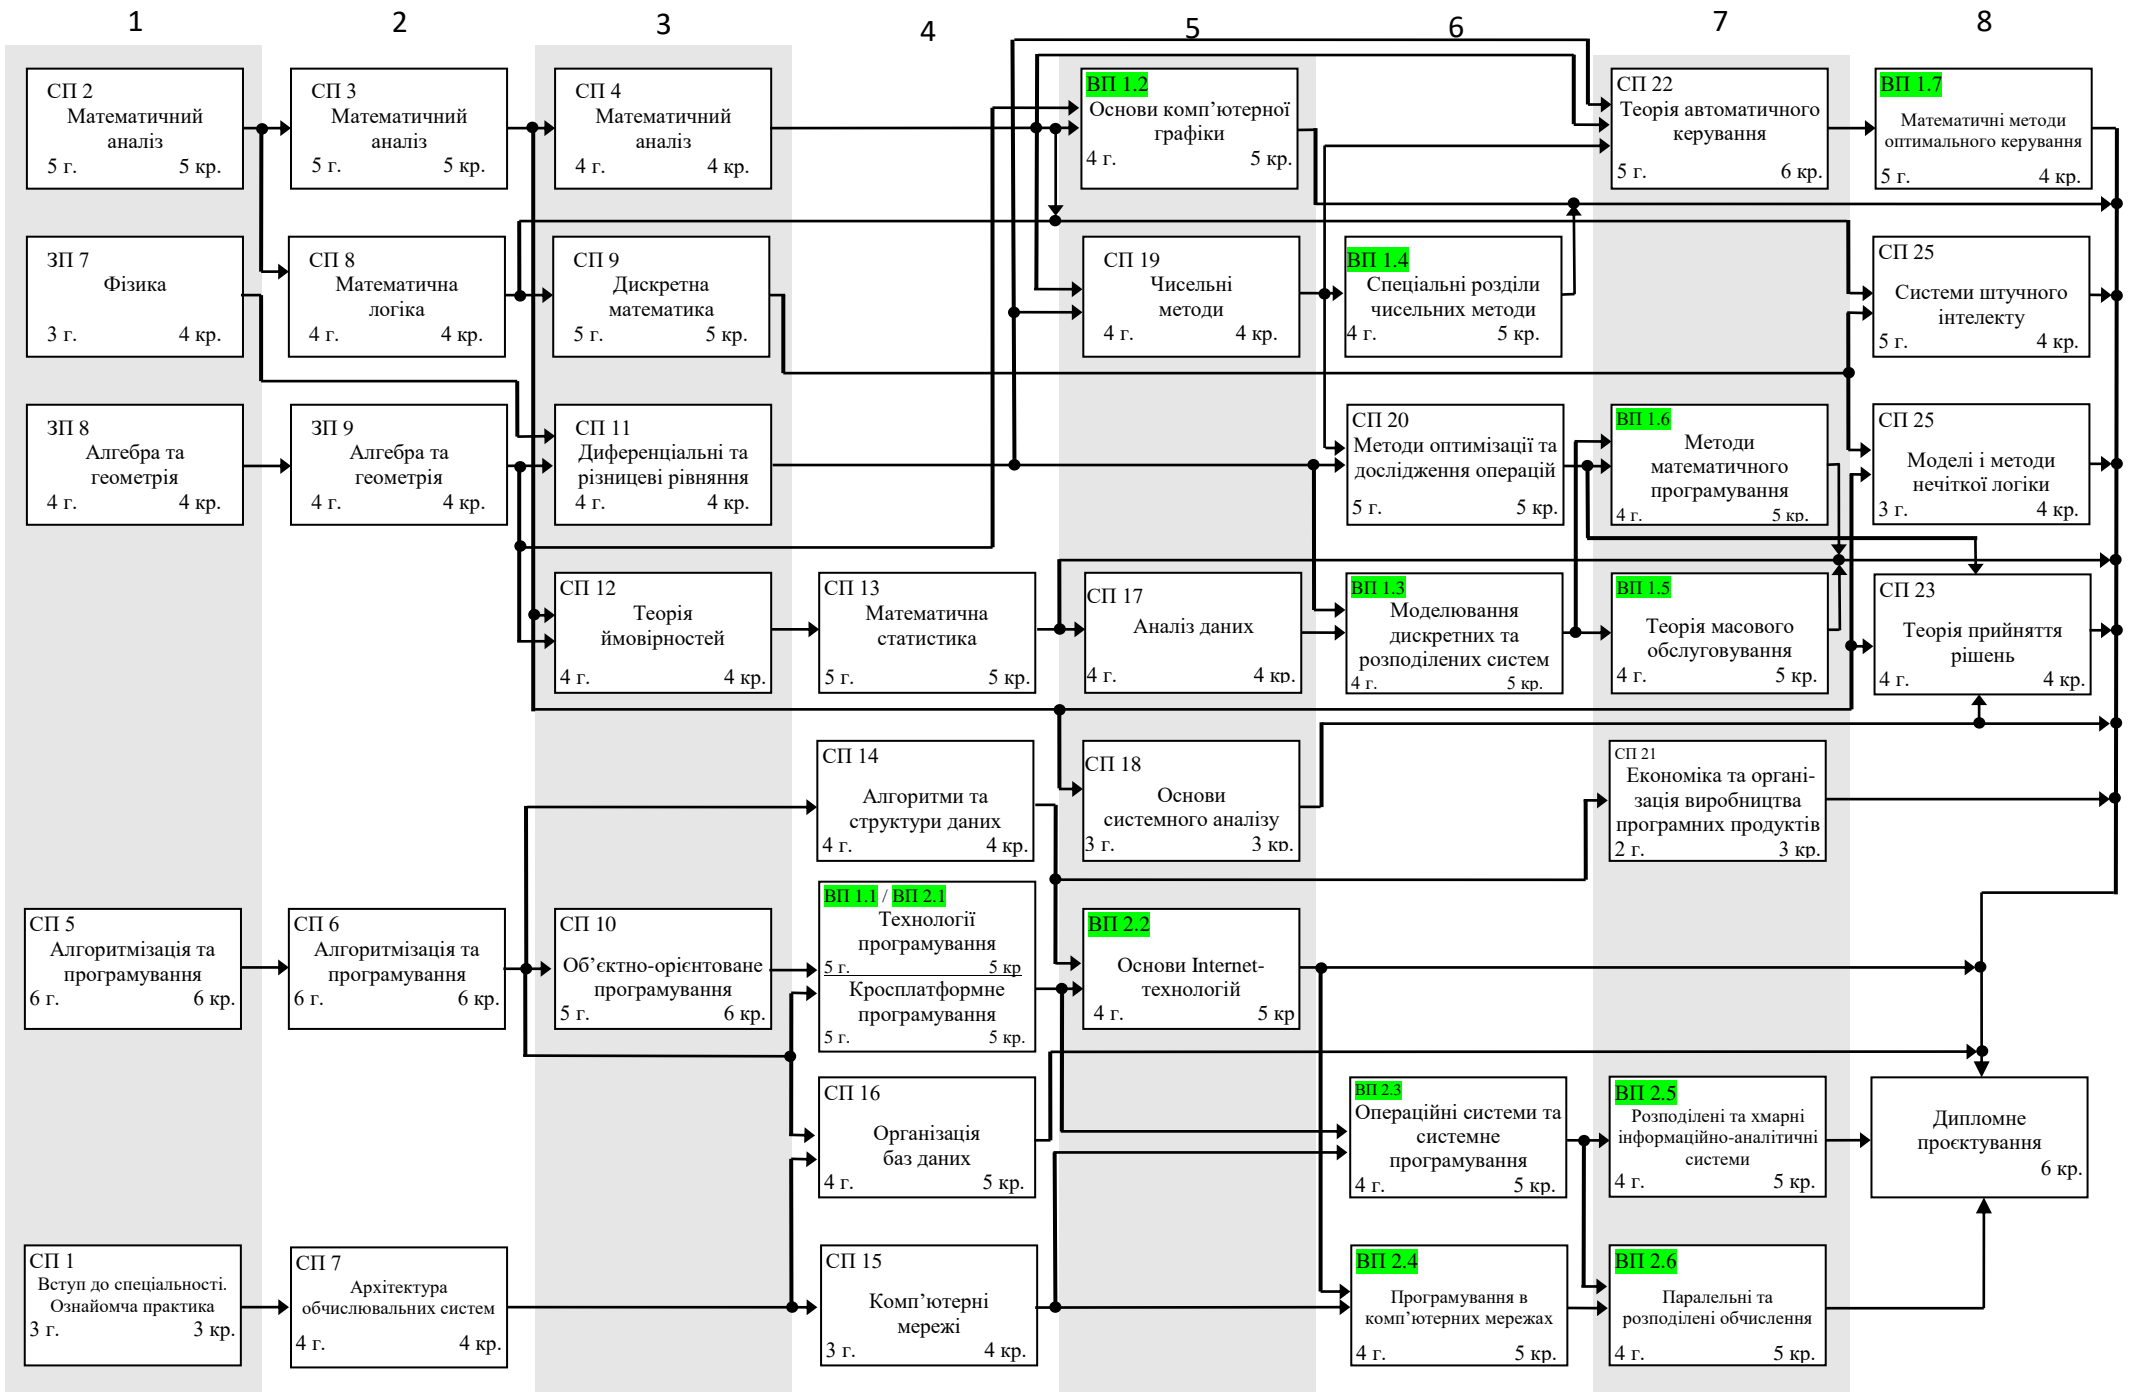 1
2
3
4
5
6
7
8
СП 2
Математичний
аналіз
5 г. 5 кр.
СП 3
Математичний
аналіз
5 г. 5 кр.
СП 4
Математичний
аналіз
4 г. 4 кр.
ВП 1.2
Основи комп’ютерної
графіки
4 г. 5 кр.
СП 22
Теорія автоматичного
керування
5 г. 6 кр.
ВП 1.7
Математичні методи
оптимального керування
5 г. 4 кр.
ЗП 7
Фізика
3 г. 4 кр.
СП 8
Математична
логіка
4 г. 4 кр.
СП 9
Дискретна
математика
5 г. 5 кр.
СП 19
Чисельні
методи
4 г. 4 кр.
ВП 1.4
Спеціальні розділи
чисельних методи
4 г. 5 кр.
СП 25
Системи штучного
інтелекту
5 г. 4 кр.
ЗП 8
Алгебра та
геометрія
4 г. 4 кр.
ЗП 9
Алгебра та
геометрія
4 г. 4 кр.
СП 11
Диференціальні та
різницеві рівняння
4 г. 4 кр.
СП 20
Методи оптимізації та
дослідження операцій
5 г. 5 кр.
ВП 1.6
Методи
математичного
програмування
4 г. 5 кр.
СП 25
Моделі і методи
нечіткої логіки
3 г. 4 кр.
СП 12
Теорія
ймовірностей
4 г. 4 кр.
СП 13
Математична
статистика
5 г. 5 кр.
СП 17
Аналіз даних
4 г. 4 кр.
ВП 1.3
Моделювання
дискретних та
розподілених систем
4 г. 5 кр.
ВП 1.5
Теорія масового
обслуговування
4 г. 5 кр.
СП 23
Теорія прийняття
рішень
4 г. 4 кр.
СП 14
Алгоритми та
структури даних
4 г. 4 кр.
СП 18
Основи
системного аналізу
3 г. 3 кр.
СП 21
Економіка та органі-
зація виробництва
програмних продуктів
2 г. 3 кр.
СП 5
Алгоритмізація та
програмування
6 г. 6 кр.
СП 6
Алгоритмізація та
програмування
6 г. 6 кр.
СП 10
Об’єктно-орієнтоване
програмування
5 г. 6 кр.
ВП 1.1 / ВП 2.1
Технології
програмування
5 г. 5 кр
Кросплатформне
програмування
5 г. 5 кр.
ВП 2.2
Основи Internet-
технологій
4 г. 5 кр
СП 16
Організація
баз даних
4 г. 5 кр.
ВП 2.3
Операційні системи та
системне
програмування
4 г. 5 кр.
ВП 2.5
Розподілені та хмарні
інформаційно-аналітичні
системи
4 г. 5 кр.
Дипломне
проєктування
6 кр.
СП 1
Вступ до спеціальності.
Ознайомча практика
3 г. 3 кр.
СП 7
Архітектура
обчислювальних систем
4 г. 4 кр.
СП 15
Комп’ютерні
мережі
3 г. 4 кр.
ВП 2.4
Програмування в
комп’ютерних мережах
4 г. 5 кр.
ВП 2.6
Паралельні та
розподілені обчислення
4 г. 5 кр.